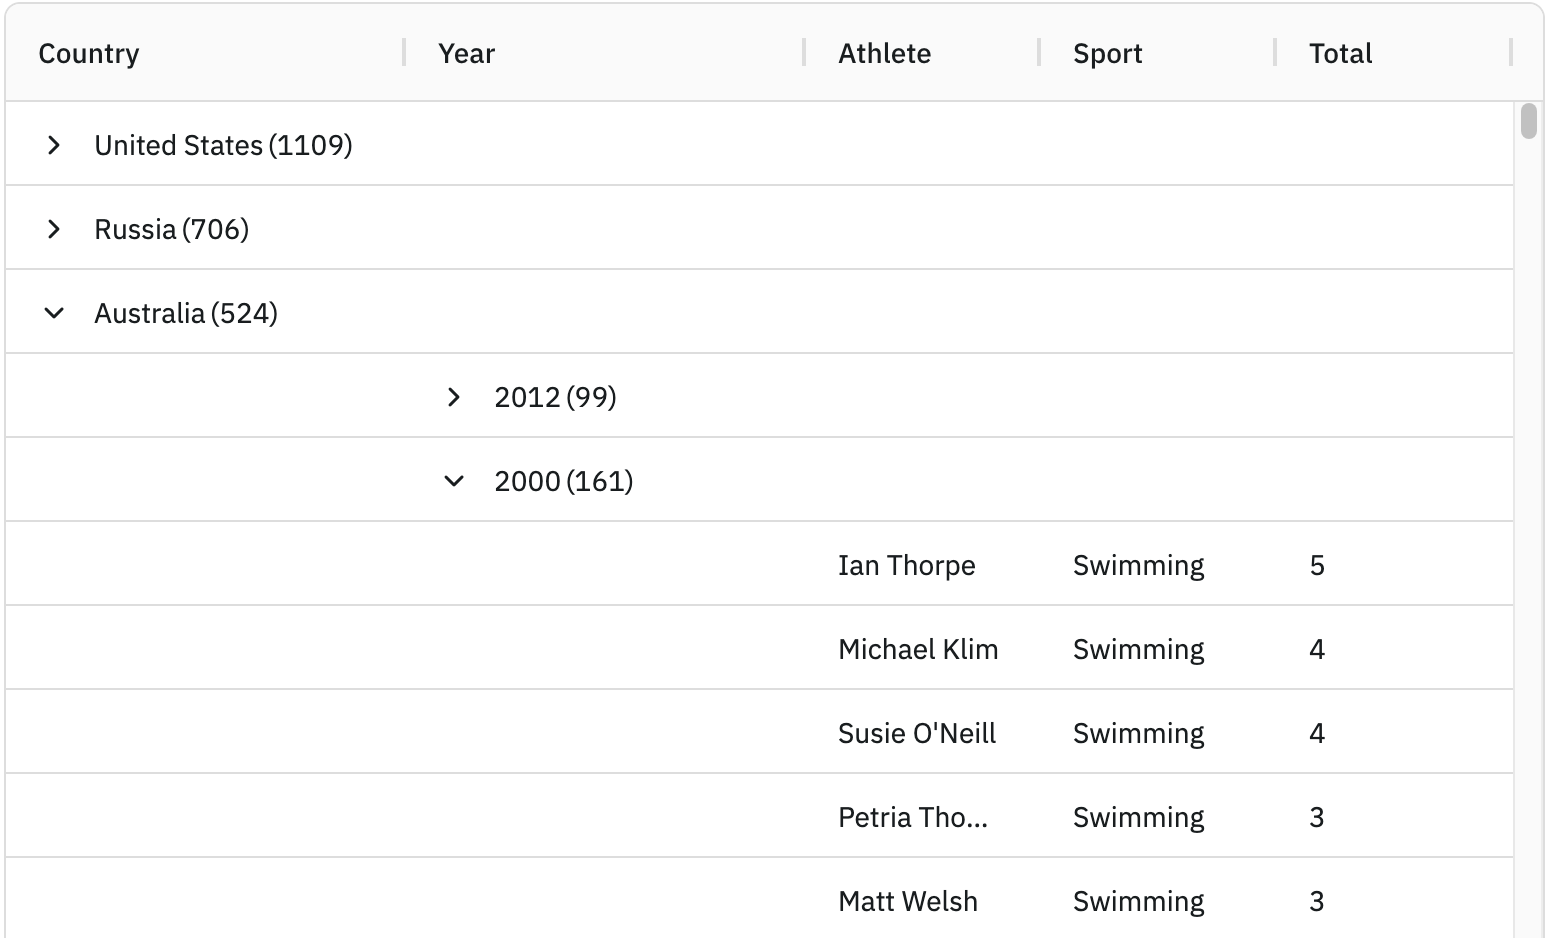 Country Year Athlete Sport Total
United States (1109)
Russia (706)
Australia (524)
2012 (99)
2000 (161)
Ian Thorpe Swimming 5
Michael Klim Swimming 4
Susie O'Neill Swimming 4
Petria Tho... Swimming 3
Matt Welsh Swimming 3